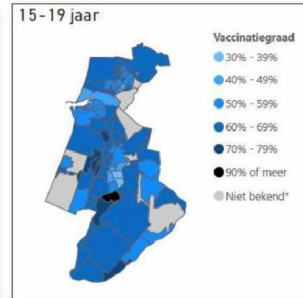 15-19 jaar
Vaccinatiegraad
30% - 39%
40% - 49%
50% - 59%
60% - 69%
70% - 79%
90% of meer
Niet bekend*